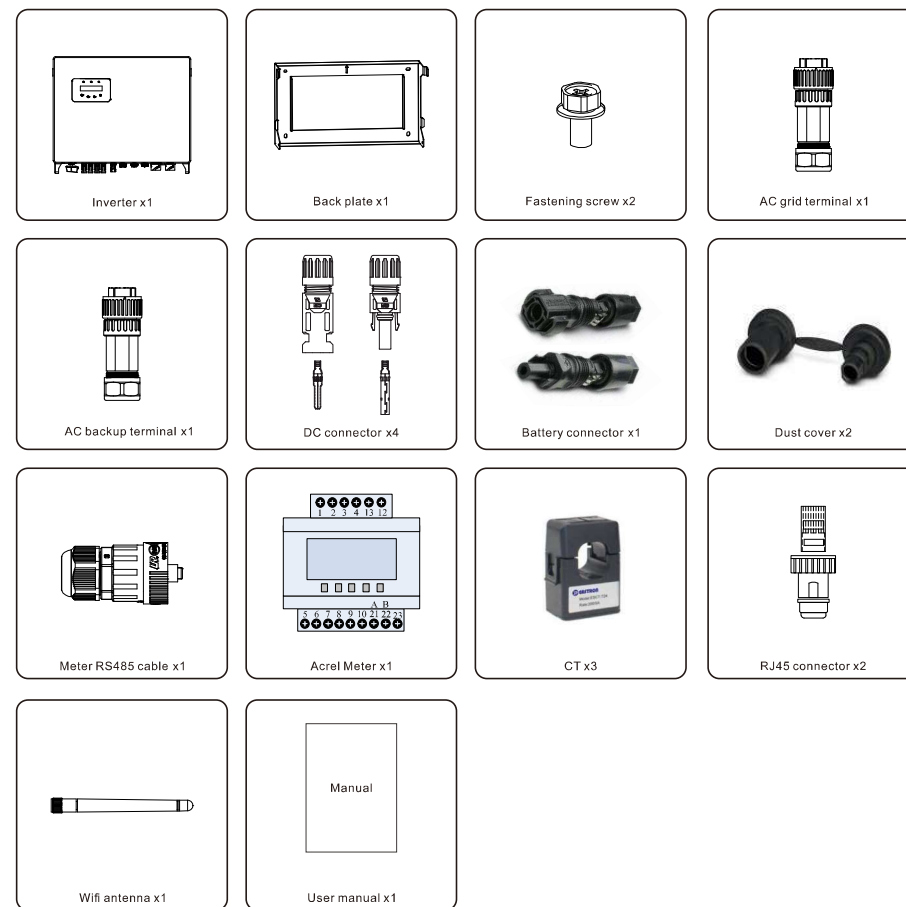 Inverter x1
Back plate x1
Fastening screw x2
AC grid terminal x1
AC backup terminal x1
DC connector x4
Battery connector x1
Dust cover x2
1 2 3 4 13 12
A B
5 6 7 8 9 10 21 22 23
Meter RS485 cable x1
Acrel Meter x1
EASTRON
CT x3
RJ45 connector x2
Manual
Wifi antenna x1
User manual x1